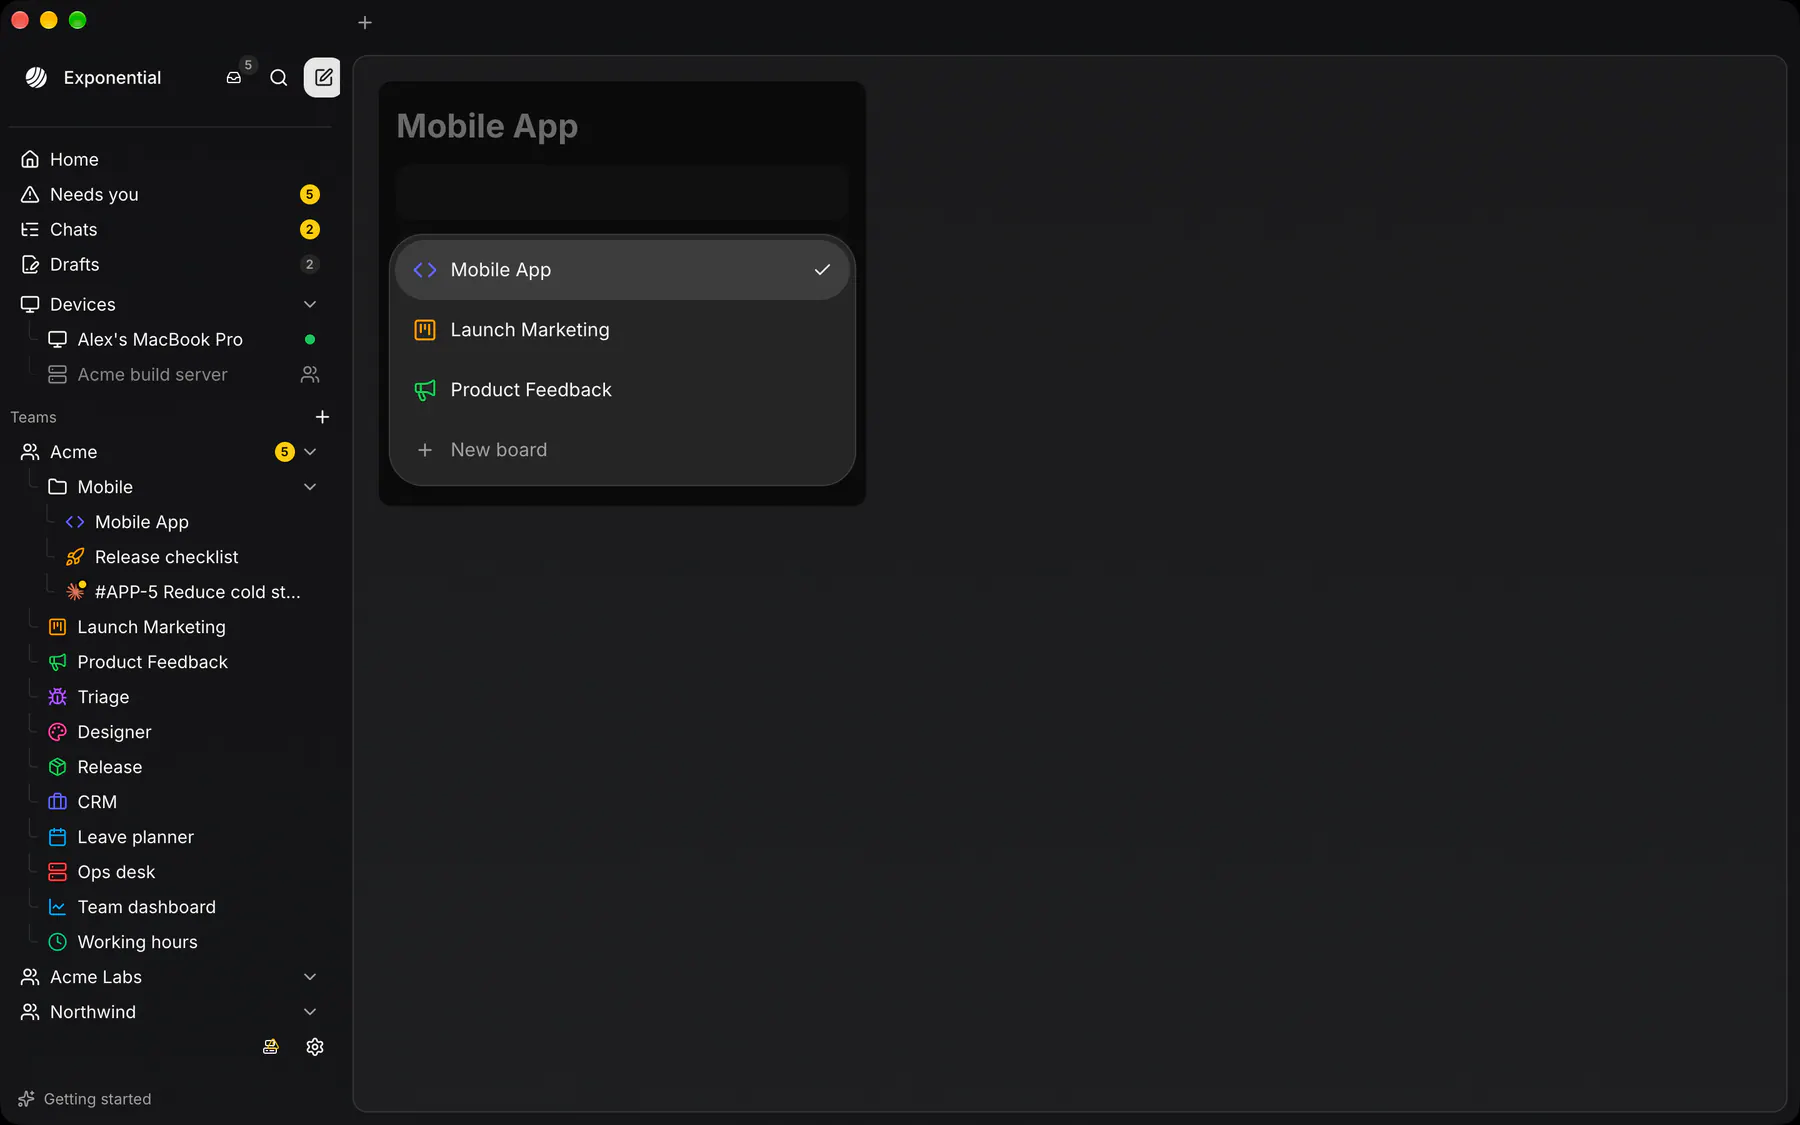 Exponential
5
Home
Needs you
5
Chats
2
Drafts
2
Devices
Alex's MacBook Pro
Acme build server
Teams
Acme
5
Mobile
Mobile App
Release checklist
#APP-5 Reduce cold st...
Launch Marketing
Product Feedback
Triage
Designer
Release
CRM
Leave planner
Ops desk
Team dashboard
Working hours
Acme Labs
Northwind
Getting started
Mobile App
Mobile App
Launch Marketing
Product Feedback
New board